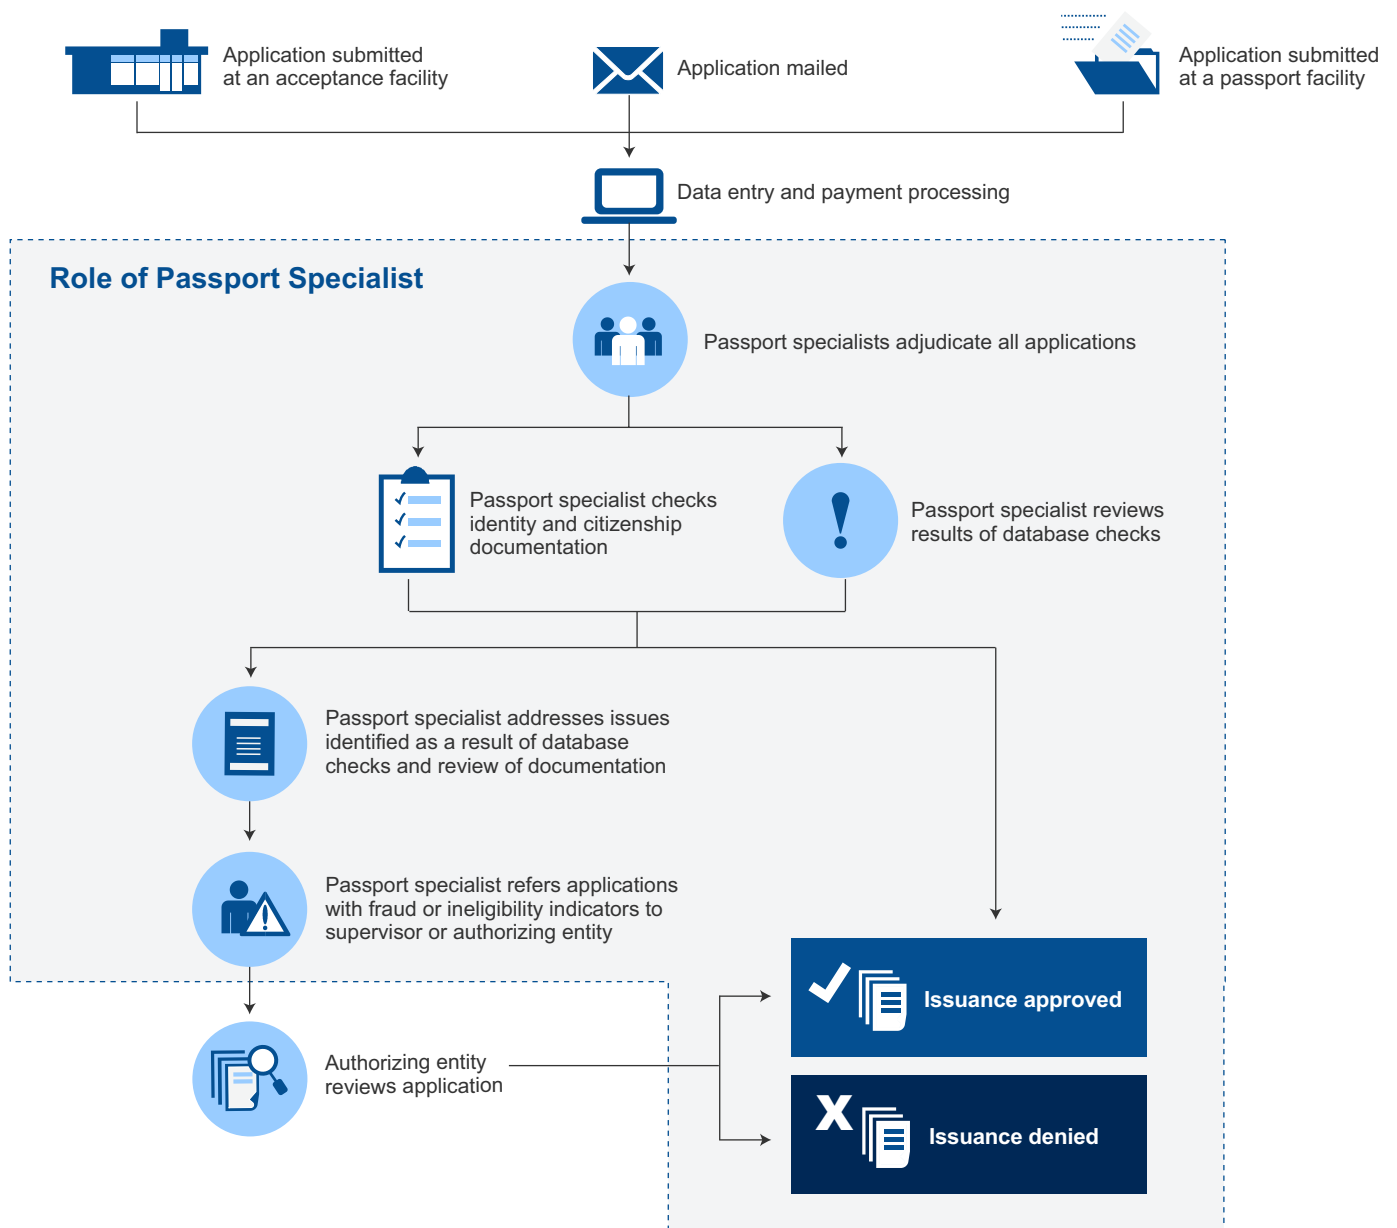 Application submitted
at an acceptance facility
Application mailed
Application submitted
at a passport facility
Data entry and payment processing
Role of Passport Specialist
Passport specialists adjudicate all applications
Passport specialist checks
identity and citizenship
documentation
Passport specialist reviews
results of database checks
Passport specialist addresses issues
identified as a result of database
checks and review of documentation
Passport specialist refers applications
with fraud or ineligibility indicators to
supervisor or authorizing entity
Issuance approved
Authorizing entity
reviews application
Issuance denied